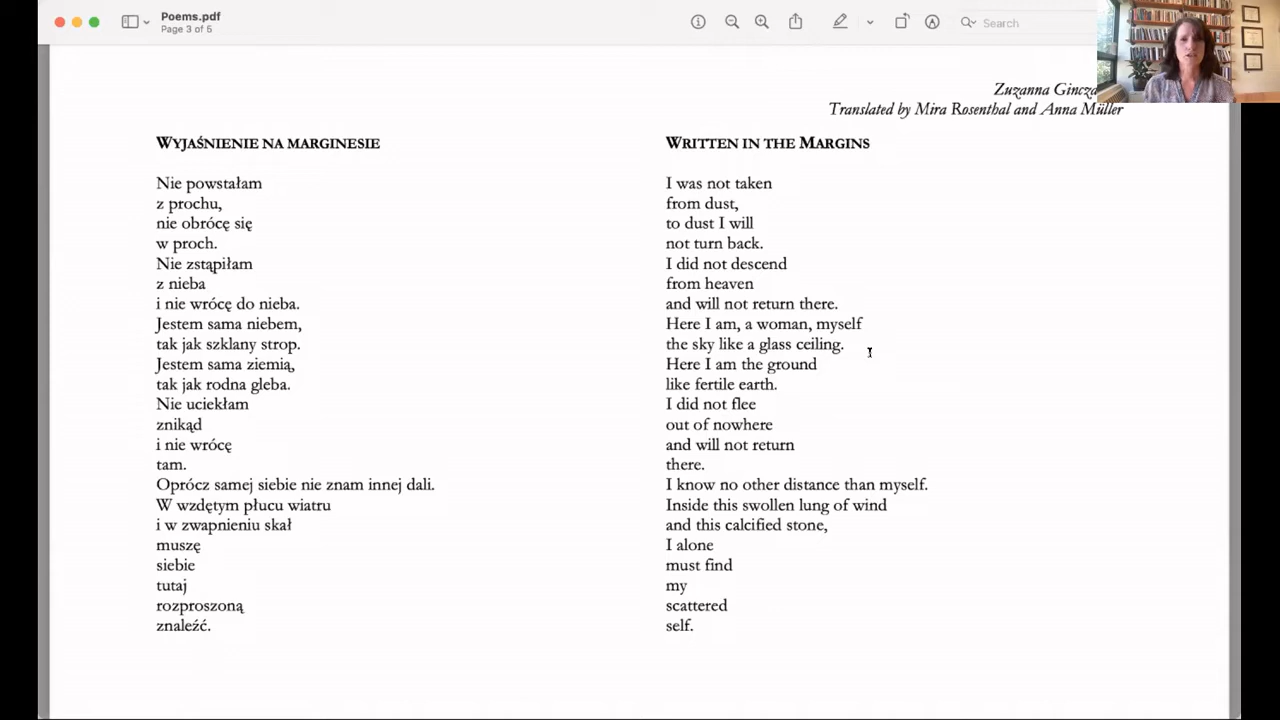 Poems.pdf
Page 3 of 5
Search
Zuzanna
Translated by Mira Rosenthal and Anna Müller
WYJAŚNIENIE NA MARGINESIE
Nie powstałam
z prochu,
nie obrócę się
w proch.
Nie zstąpiłam
z nieba
i nie wrócę do nieba.
Jestem sama niebem,
tak jak szklany strop.
Jestem sama ziemią,
tak jak rodna gleba.
Nie uciekłam
znikąd
i nie wrócę
tam.
Oprócz samej siebie nie znam innej dali.
W wzdętym płucu wiatru
i w zwapnieniu skał
muszę
siebie
tutaj
rozproszoną
znaleźć.
WRITTEN IN THE MARGINS
I was not taken
from dust,
to dust I will
not turn back.
I did not descend
from heaven
and will not return there.
Here I am, a woman, myself
the sky like a glass ceiling.
Here I am the ground
like fertile earth.
I did not flee
out of nowhere
and will not return
there.
I know no other distance than myself.
Inside this swollen lung of wind
and this calcified stone,
I alone
must find
my
scattered
self.